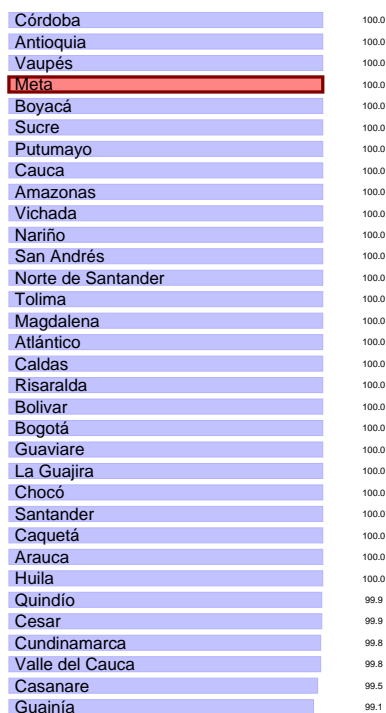 Córdoba 100.0
Antioquia 100.0
Vaupés 100.0
Meta 100.0
Boyacá 100.0
Sucre 100.0
Putumayo 100.0
Cauca 100.0
Amazonas 100.0
Vichada 100.0
Nariño 100.0
San Andrés 100.0
Norte de Santander 100.0
Tolima 100.0
Magdalena 100.0
Atlántico 100.0
Caldas 100.0
Risaralda 100.0
Bolivar 100.0
Bogotá 100.0
Guaviare 100.0
La Guajira 100.0
Chocó 100.0
Santander 100.0
Caquetá 100.0
Arauca 100.0
Huila 100.0
Quindío 99.9
Cesar 99.9
Cundinamarca 99.8
Valle del Cauca 99.8
Casanare 99.5
Guainía 99.1